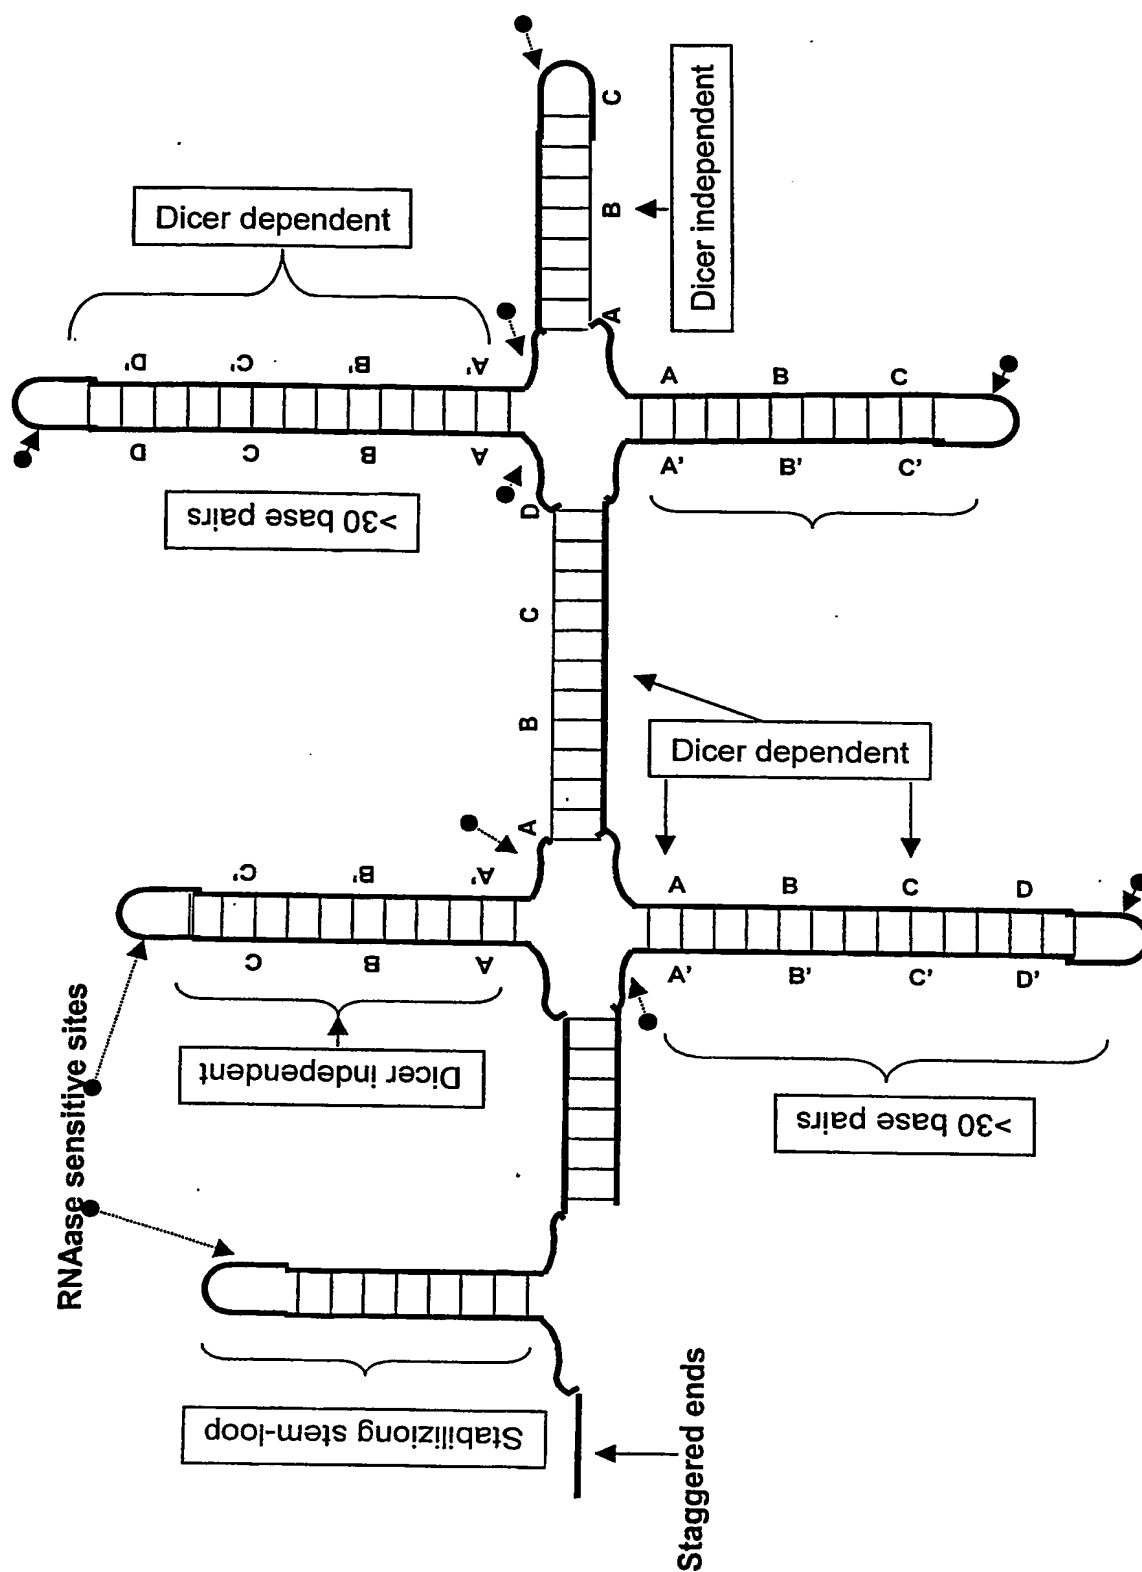 Dicer dependent
C
B
A
Dicer independent
D' C' B' A'
D C B A
>30 base pairs
A B C
A' B' C'
D
C
B
A
Dicer dependent
C' B' A'
C B A
Dicer independent
A B C D
A' B' C' D'
>30 base pairs
RNAase sensitive sites
Stabiliziong stem-loop
Staggered ends